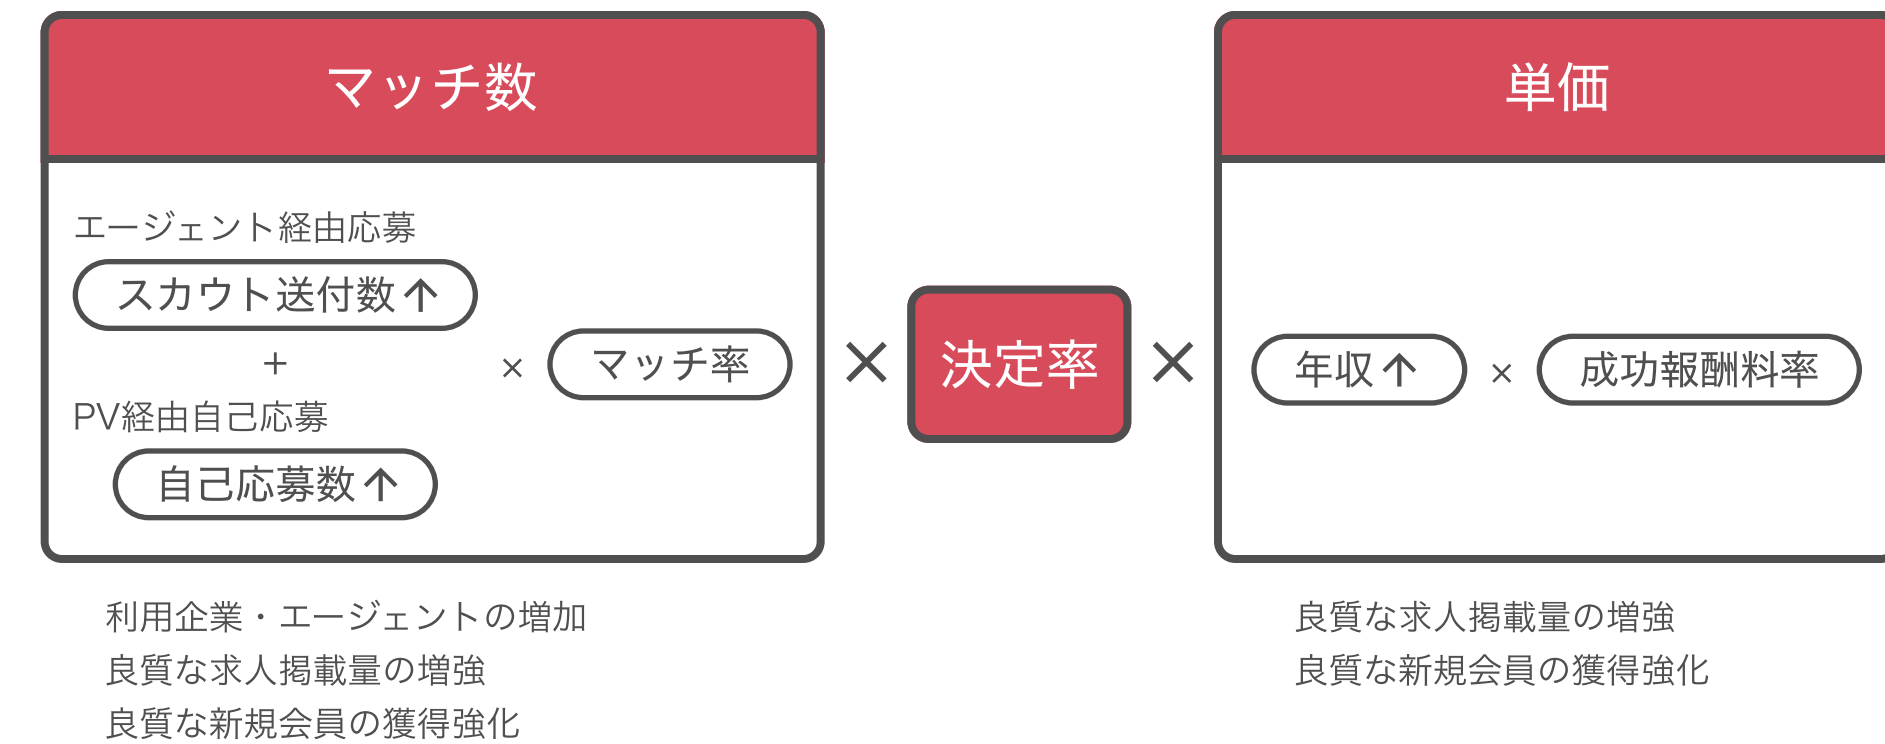 マッチ数
エージェント経由応募
スカウト送付数↑
+
PV経由自己応募
自己応募数↑
×
マッチ率
×
決定率
×
単価
年収↑
×
成功報酬料率
利用企業・エージェントの増加
良質な求人掲載量の増強
良質な新規会員の獲得強化
良質な求人掲載量の増強
良質な新規会員の獲得強化